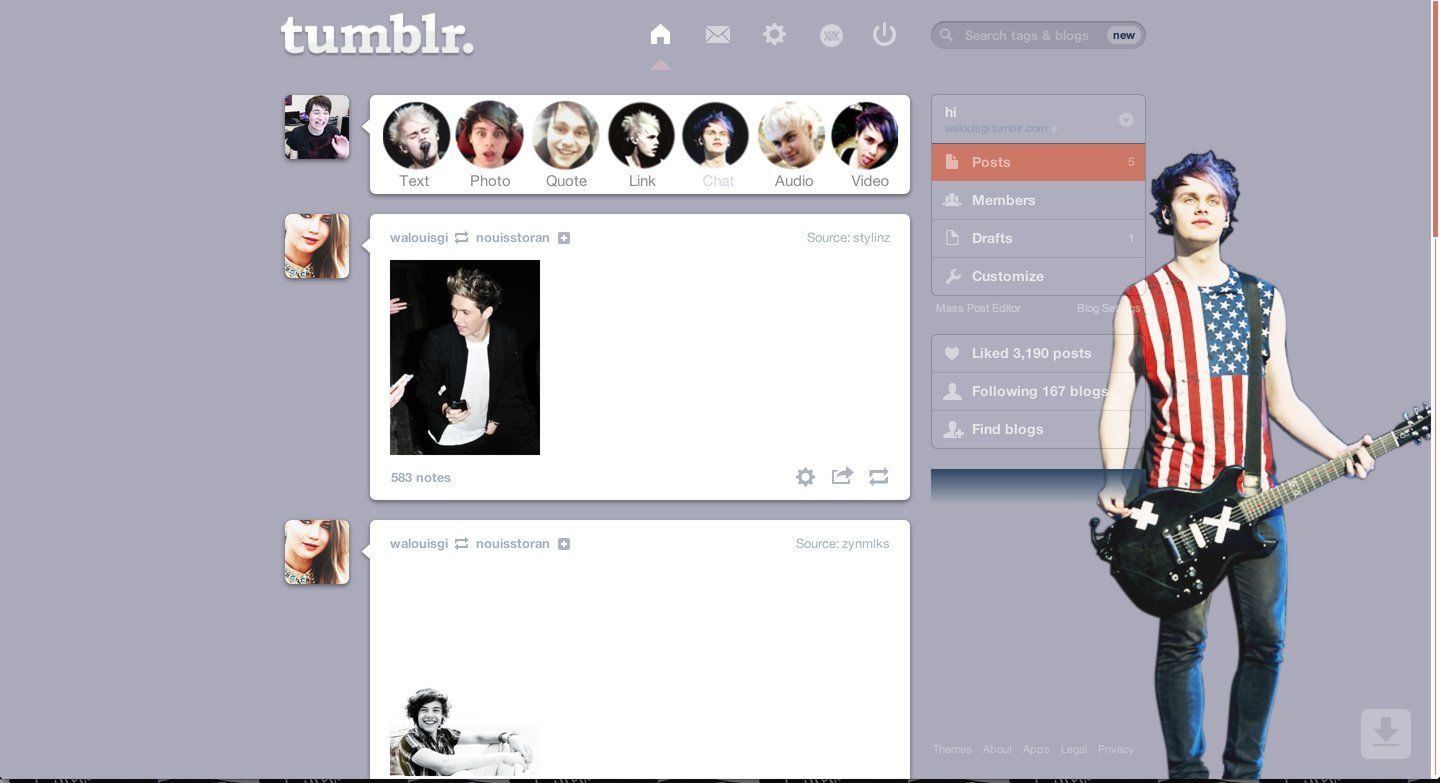 tumblr.
Search tags & blogs new
Text Photo Quote Link Chat Audio Video
hi
walouisgi.tumblr.com
Posts 5
Members
Drafts 1
Customize
Mass Post Editor Blog Settings
Liked 3,190 posts
Following 167 blogs
Find blogs
walouisgi nouisstoran Source: stylinz
583 notes
walouisgi nouisstoran Source: zynmlks
Themes About Apps Legal Privacy